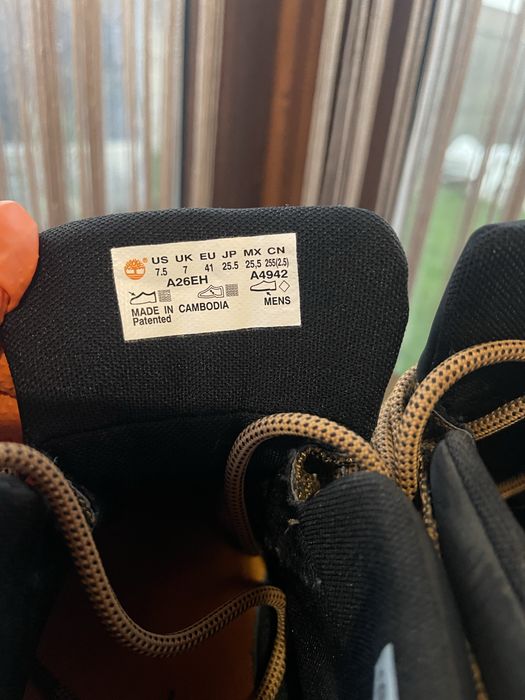 US UK EU JP MX CN
7.5 7 41 25.5 25,5 255(2.5)
A26EH A4942
MADE IN CAMBODIA MENS
Patented